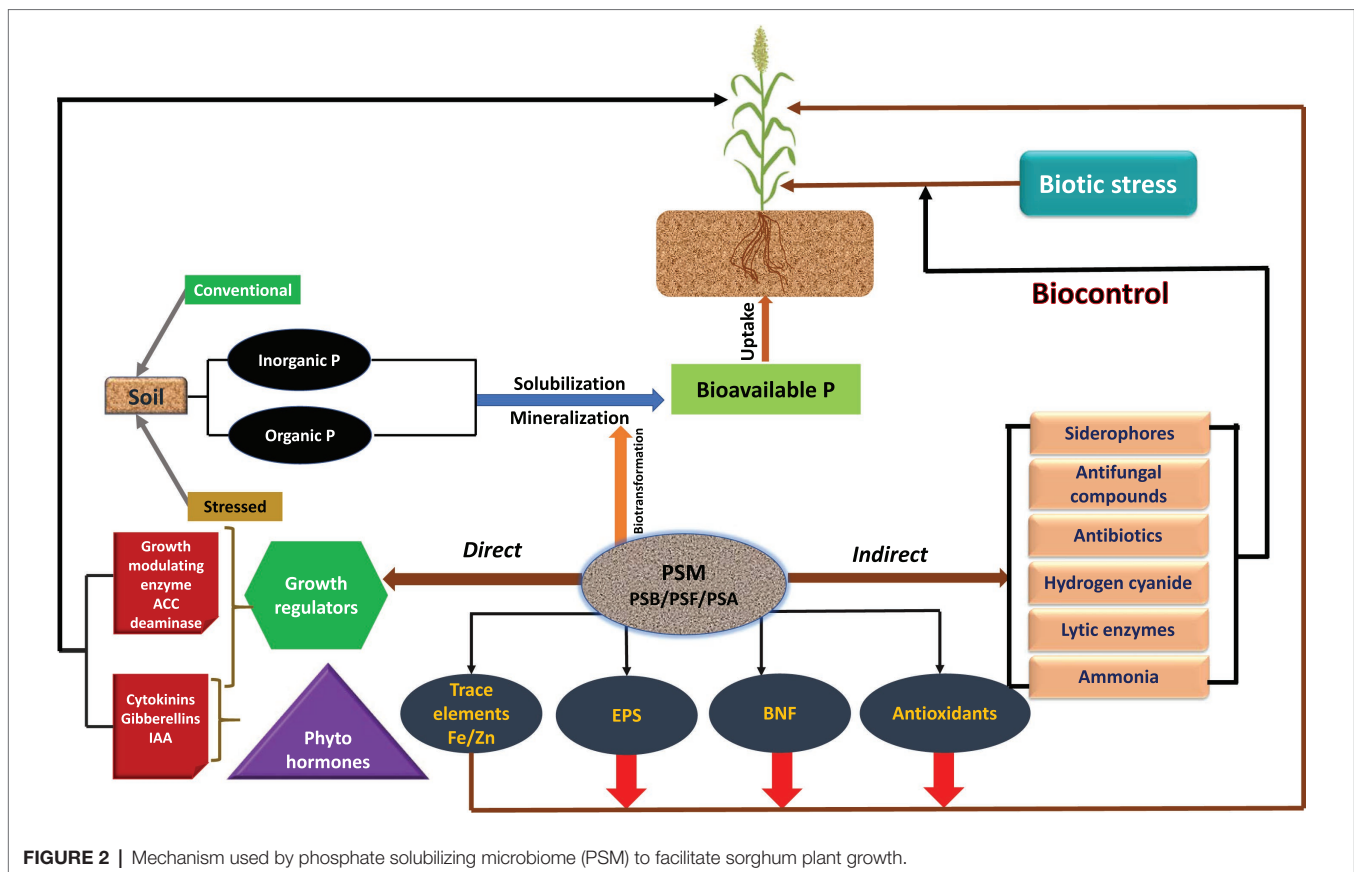 Biotic stress
Biocontrol
Conventional
Soil
Stressed
Inorganic P
Organic P
Solubilization
Mineralization
Bioavailable P
Uptake
Biotransformation
Direct
PSM
PSB/PSF/PSA
Indirect
Growth
modulating
enzyme
ACC
deaminase
Growth
regulators
Cytokinins
Gibberellins
IAA
Phyto
hormones
Trace
elements
Fe/Zn
EPS
BNF
Antioxidants
Siderophores
Antifungal
compounds
Antibiotics
Hydrogen cyanide
Lytic enzymes
Ammonia
FIGURE 2 | Mechanism used by phosphate solubilizing microbiome (PSM) to facilitate sorghum plant growth.